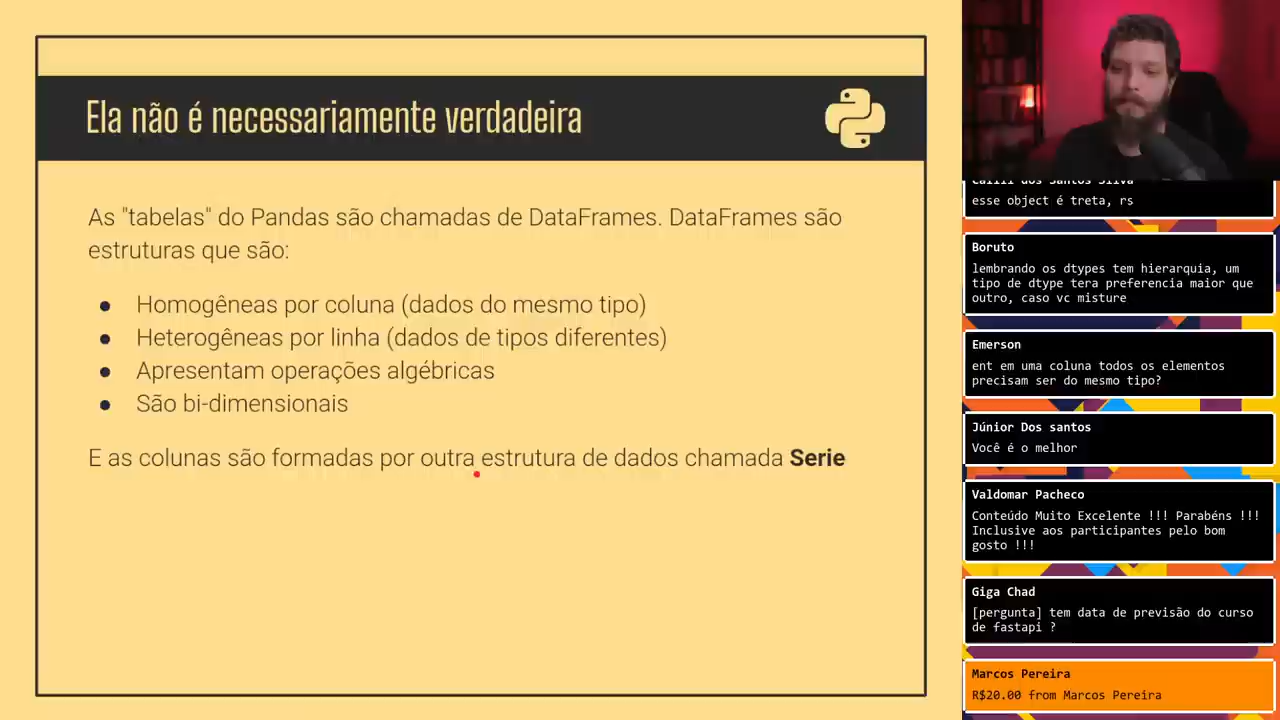 Ela não é necessariamente verdadeira
As "tabelas" do Pandas são chamadas de DataFrames. DataFrames são
estruturas que são:
● Homogêneas por coluna (dados do mesmo tipo)
● Heterogêneas por linha (dados de tipos diferentes)
● Apresentam operações algébricas
● São bi-dimensionais
E as colunas são formadas por outra estrutura de dados chamada Serie
dos Santos Silva
esse object é treta, rs
Boruto
lembrando os dtypes tem hierarquia, um
tipo de dtype tera preferencia maior que
outro, caso vc misture
Emerson
ent em uma coluna todos os elementos
precisam ser do mesmo tipo?
Júnior Dos santos
Você é o melhor
Valdomar Pacheco
Conteúdo Muito Excelente !!! Parabéns !!!
Inclusive aos participantes pelo bom
gosto !!!
Giga Chad
[pergunta] tem data de previsão do curso
de fastapi ?
Marcos Pereira
R$20.00 from Marcos Pereira